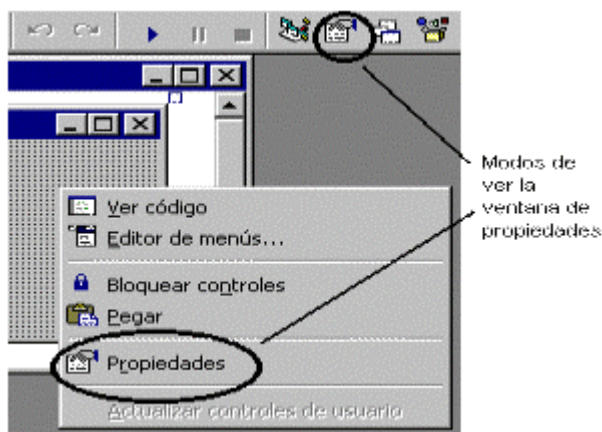 Modos de
ver la
ventana de
propiedades
Ver código
Editor de menús...
Bloquear controles
Pegar
Propiedades
Actualizar controles de usuario